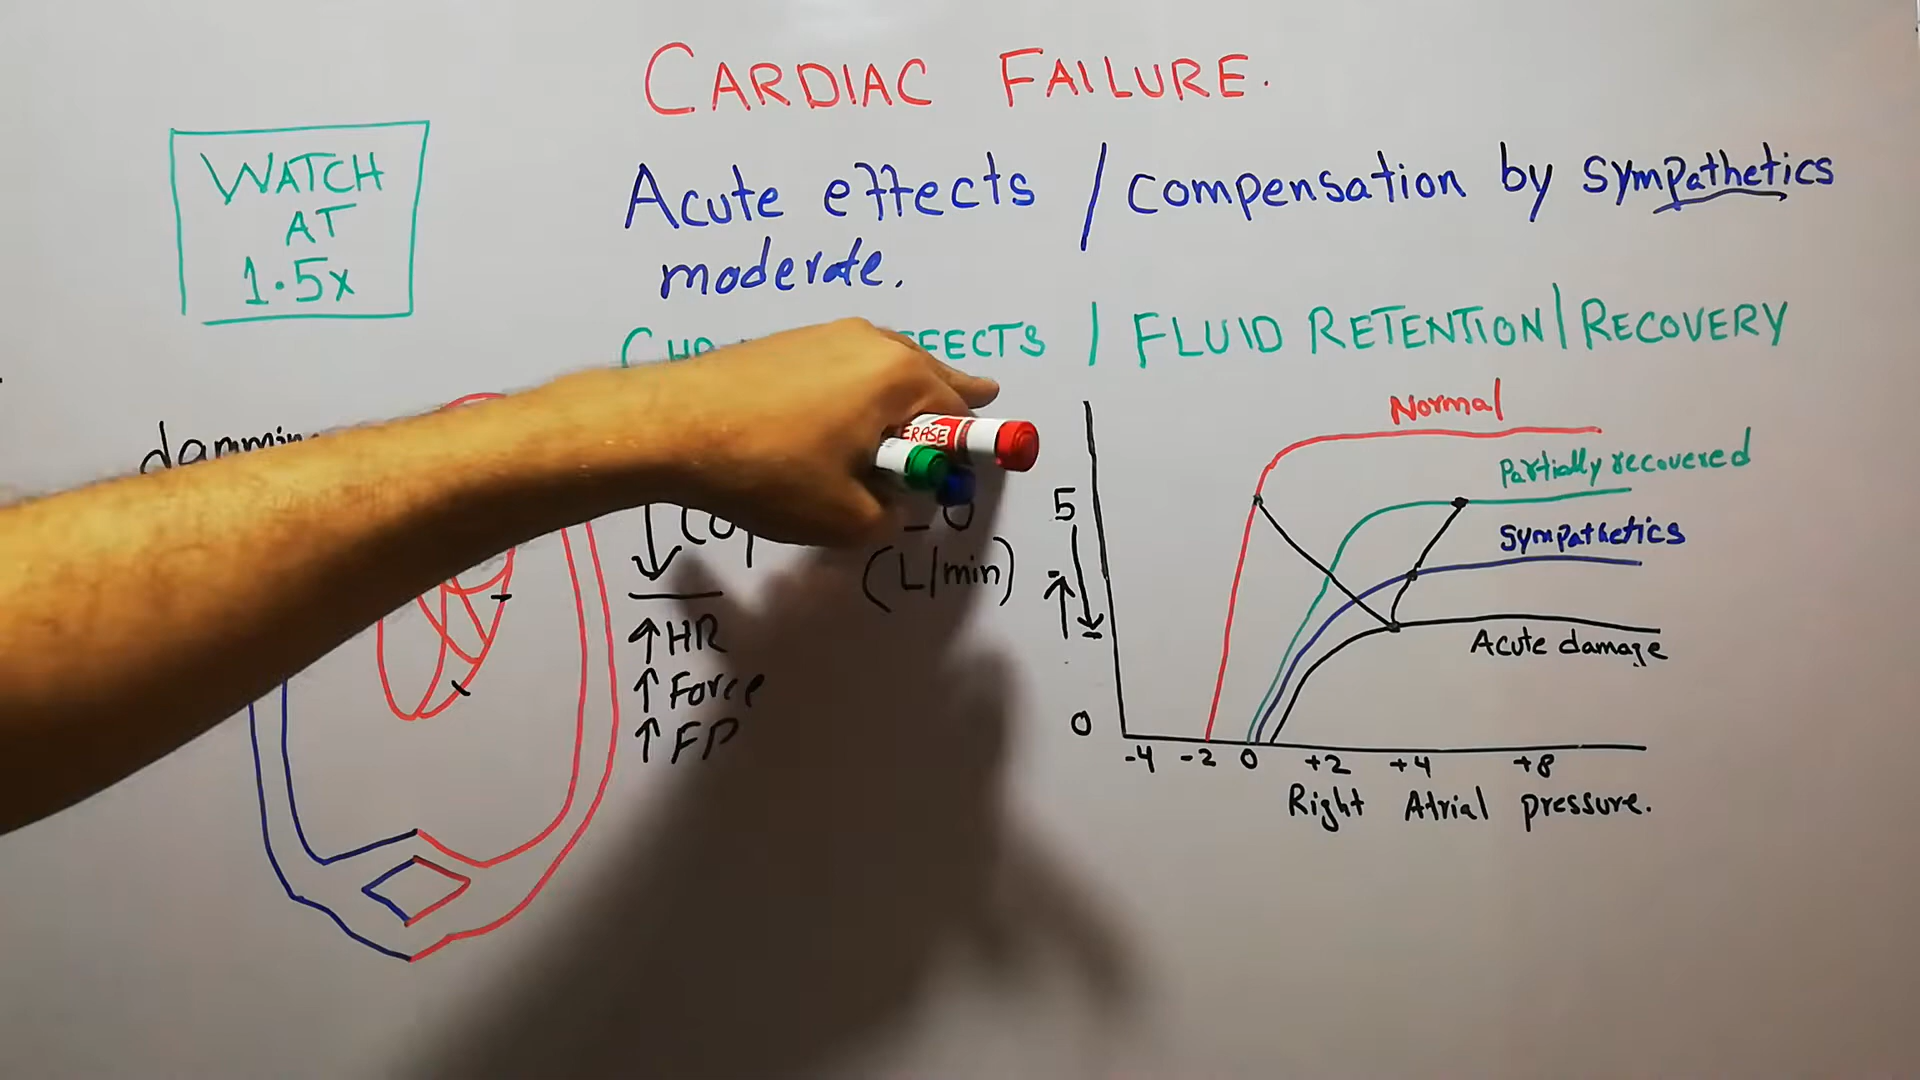 CARDIAC FAILURE.
WATCH
AT
1.5x
Acute effects / compensation by sympathetics
moderate.
/ FLUID RETENTION / RECOVERY
ERASE
(L/min)
↑ HR
↑ Force
Normal
Partially recovered
Sympathetics
Acute damage
5
0
-4 -2 0 +2 +4 +8
Right Atrial pressure.